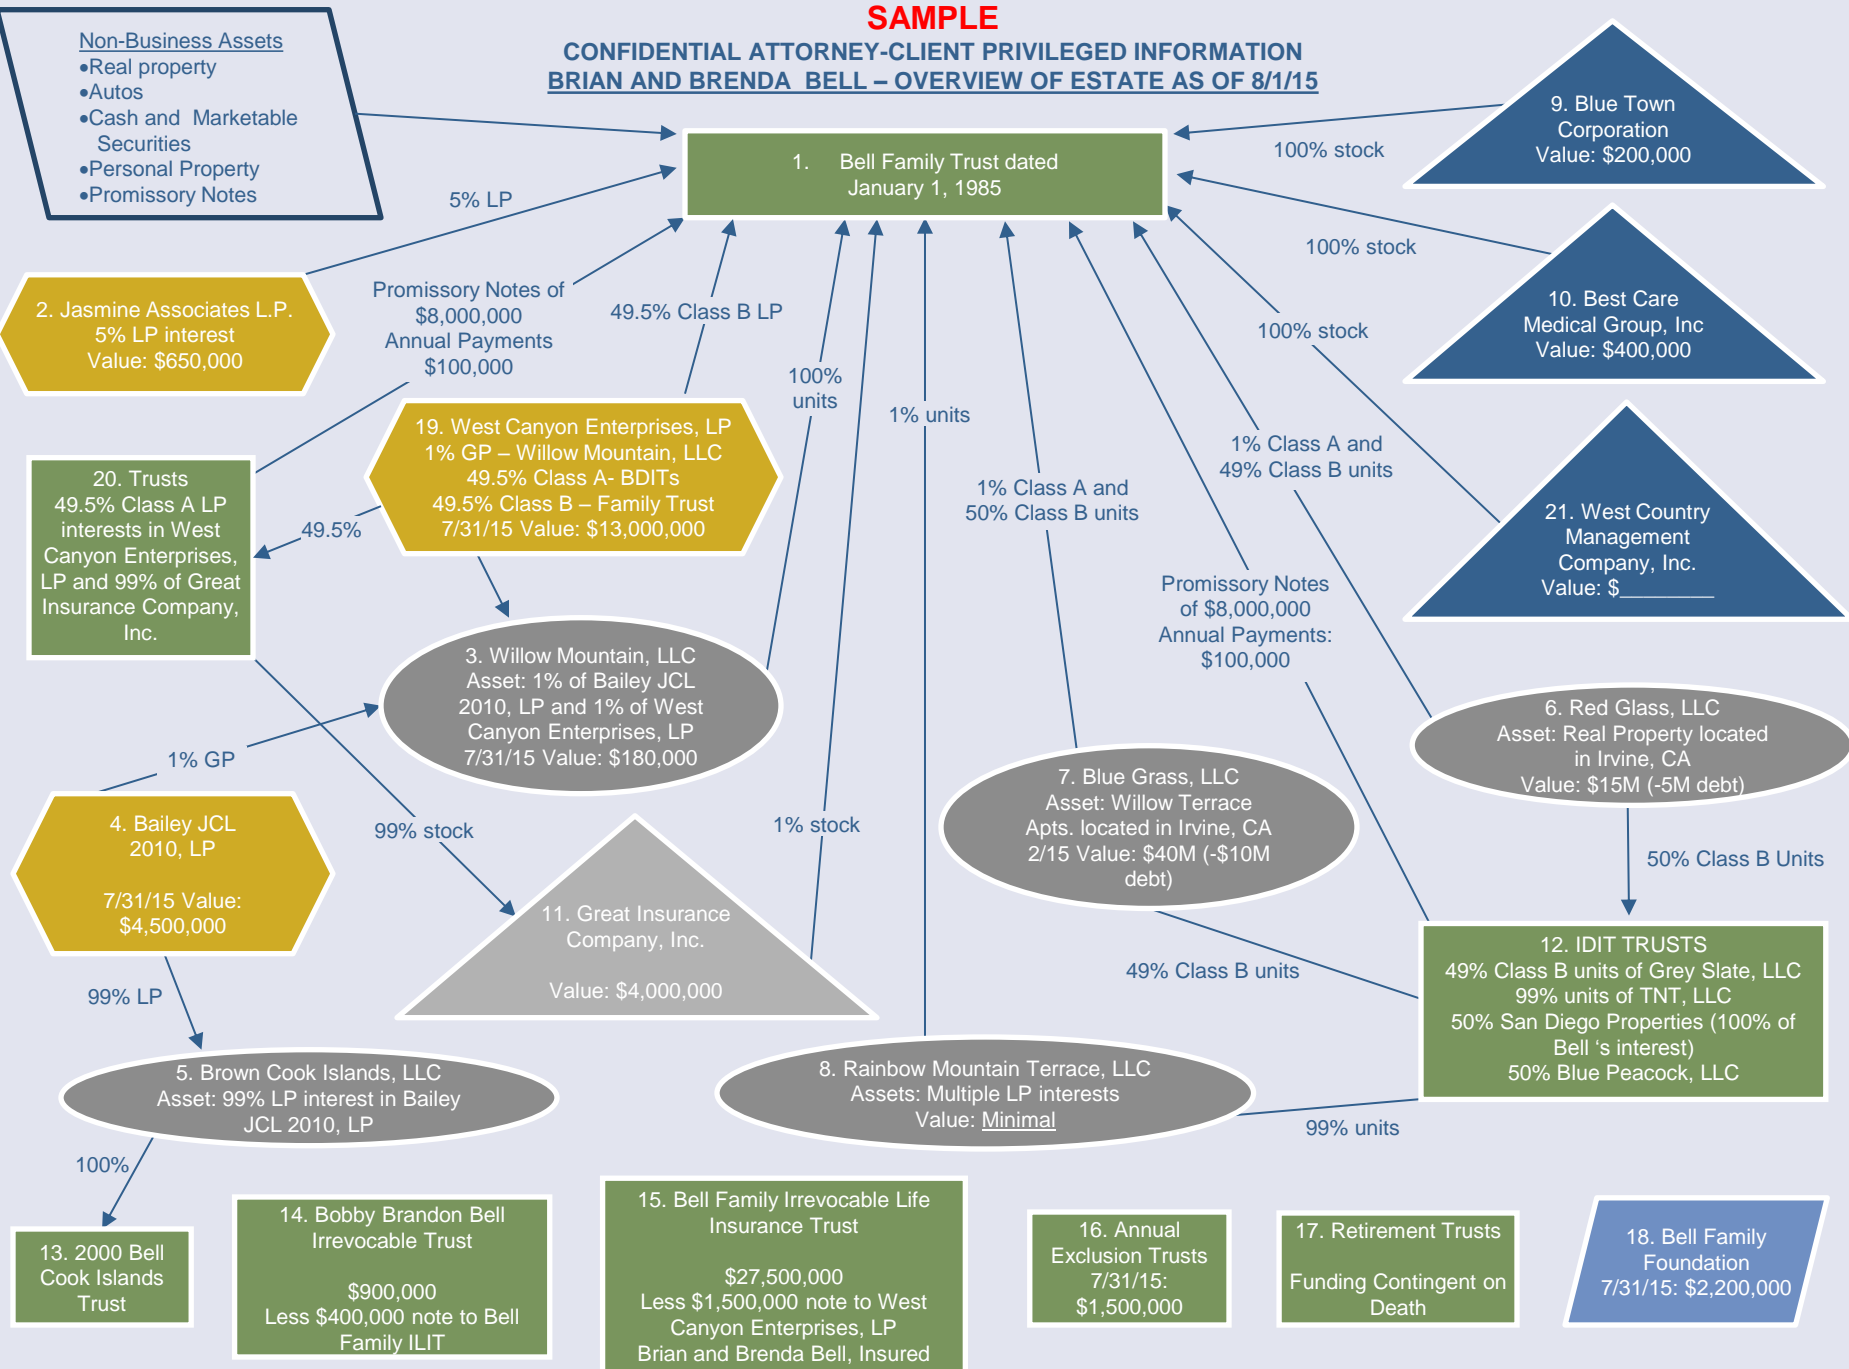 SAMPLE
CONFIDENTIAL ATTORNEY-CLIENT PRIVILEGED INFORMATION
BRIAN AND BRENDA BELL – OVERVIEW OF ESTATE AS OF 8/1/15
Non-Business Assets
•Real property
•Autos
•Cash and Marketable
Securities
•Personal Property
•Promissory Notes
1. Bell Family Trust dated
January 1, 1985
9. Blue Town
Corporation
Value: $200,000
100% stock
5% LP
100% stock
10. Best Care
Medical Group, Inc
Value: $400,000
2. Jasmine Associates L.P.
5% LP interest
Value: $650,000
Promissory Notes of
$8,000,000
Annual Payments
$100,000
49.5% Class B LP
100%
units
1% units
100% stock
19. West Canyon Enterprises, LP
1% GP – Willow Mountain, LLC
49.5% Class A- BDITs
49.5% Class B – Family Trust
7/31/15 Value: $13,000,000
20. Trusts
49.5% Class A LP
interests in West
Canyon Enterprises,
LP and 99% of Great
Insurance Company,
Inc.
49.5%
1% Class A and
50% Class B units
1% Class A and
49% Class B units
21. West Country
Management
Company, Inc.
Value: $________
Promissory Notes
of $8,000,000
Annual Payments:
$100,000
3. Willow Mountain, LLC
Asset: 1% of Bailey JCL
2010, LP and 1% of West
Canyon Enterprises, LP
7/31/15 Value: $180,000
1% GP
6. Red Glass, LLC
Asset: Real Property located
in Irvine, CA
Value: $15M (-5M debt)
7. Blue Grass, LLC
Asset: Willow Terrace
Apts. located in Irvine, CA
2/15 Value: $40M (-$10M
debt)
4. Bailey JCL
2010, LP
7/31/15 Value:
$4,500,000
99% stock
1% stock
50% Class B Units
11. Great Insurance
Company, Inc.
Value: $4,000,000
49% Class B units
12. IDIT TRUSTS
49% Class B units of Grey Slate, LLC
99% units of TNT, LLC
50% San Diego Properties (100% of
Bell ‘s interest)
50% Blue Peacock, LLC
99% LP
5. Brown Cook Islands, LLC
Asset: 99% LP interest in Bailey
JCL 2010, LP
8. Rainbow Mountain Terrace, LLC
Assets: Multiple LP interests
Value: Minimal
99% units
100%
13. 2000 Bell
Cook Islands
Trust
14. Bobby Brandon Bell
Irrevocable Trust
$900,000
Less $400,000 note to Bell
Family ILIT
15. Bell Family Irrevocable Life
Insurance Trust
$27,500,000
Less $1,500,000 note to West
Canyon Enterprises, LP
Brian and Brenda Bell, Insured
16. Annual
Exclusion Trusts
7/31/15:
$1,500,000
17. Retirement Trusts
Funding Contingent on
Death
18. Bell Family
Foundation
7/31/15: $2,200,000